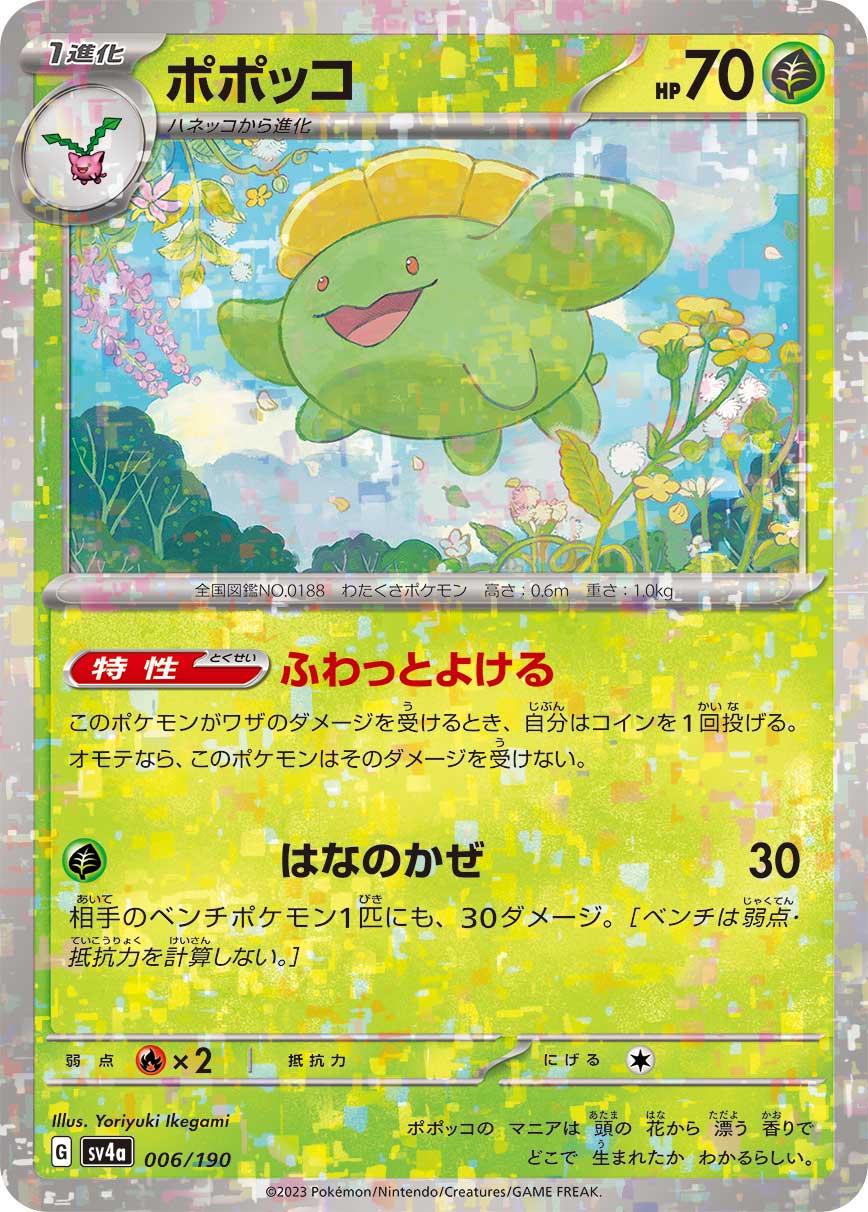 1進化
ポポッコ
HP70
ハネッコから進化
全国図鑑NO.0188 わたくさポケモン 高さ:0.6m 重さ:1.0kg
特性 とくせい ふわっとよける
このポケモンがワザのダメージを受けるとき、自分はコインを1回投げる。
オモテなら、このポケモンはそのダメージを受けない。
はなのかぜ 30
相手のベンチポケモン1匹にも、30ダメージ。[ベンチは弱点・
抵抗力を計算しない。]
弱点 ×2 抵抗力 にげる
Illus. Yoriyuki Ikegami
G sv4a 006/190
ポポッコの マニアは 頭の 花から 漂う 香りで
どこで 生まれたか わかるらしい。
©2023 Pokémon/Nintendo/Creatures/GAME FREAK.